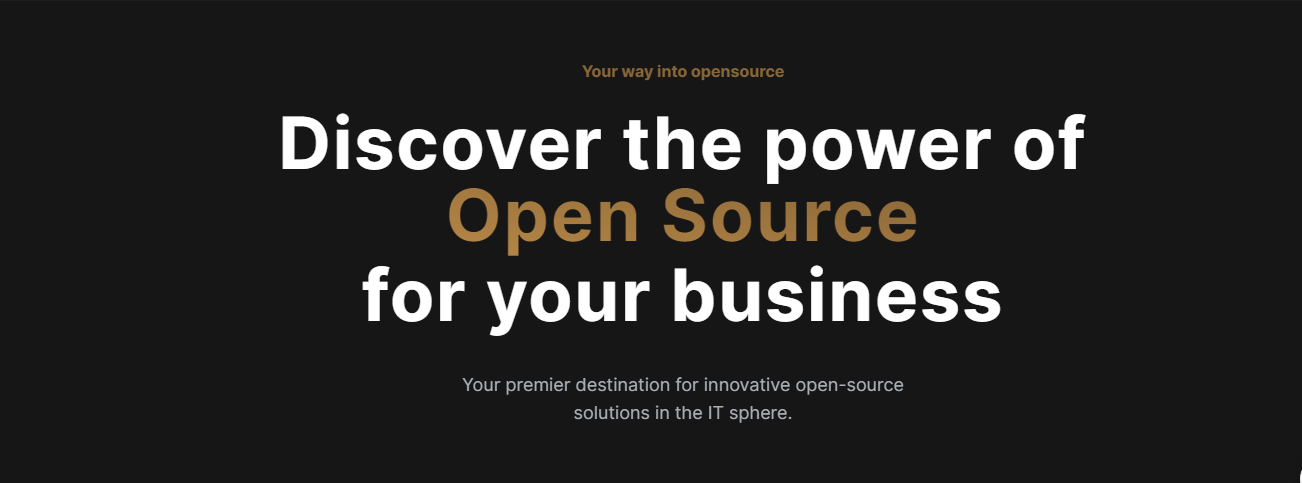 Your way into opensource
Discover the power of
Open Source
for your business
Your premier destination for innovative open-source
solutions in the IT sphere.